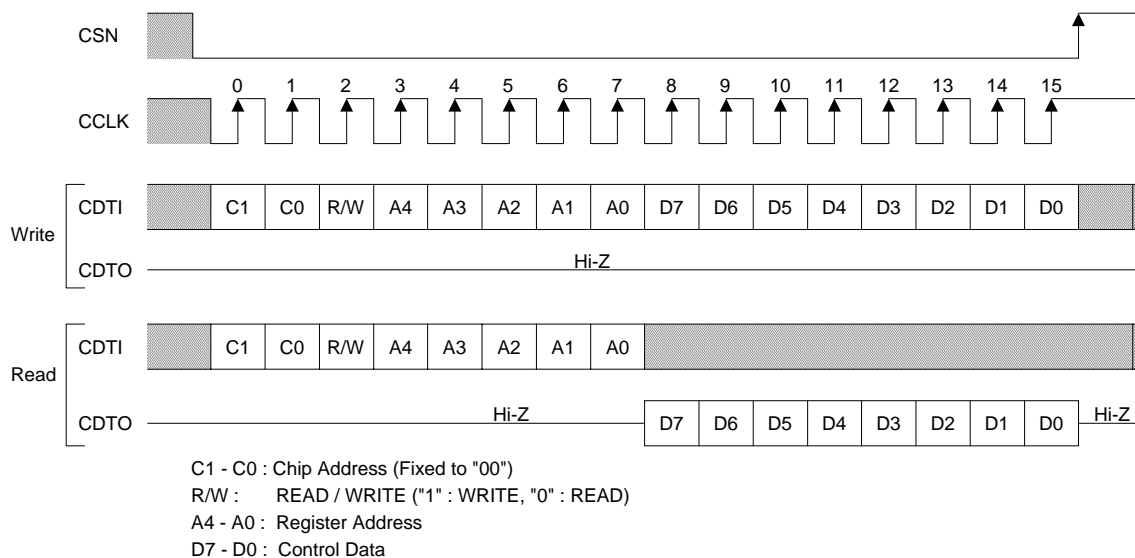 CSN
0 1 2 3 4 5 6 7 8 9 10 11 12 13 14 15
CCLK
Write
CDTI C1 C0 R/W A4 A3 A2 A1 A0 D7 D6 D5 D4 D3 D2 D1 D0
CDTO Hi-Z
Read
CDTI C1 C0 R/W A4 A3 A2 A1 A0
CDTO Hi-Z D7 D6 D5 D4 D3 D2 D1 D0 Hi-Z
C1 - C0 : Chip Address (Fixed to "00")
R/W : READ / WRITE ("1" : WRITE, "0" : READ)
A4 - A0 : Register Address
D7 - D0 : Control Data